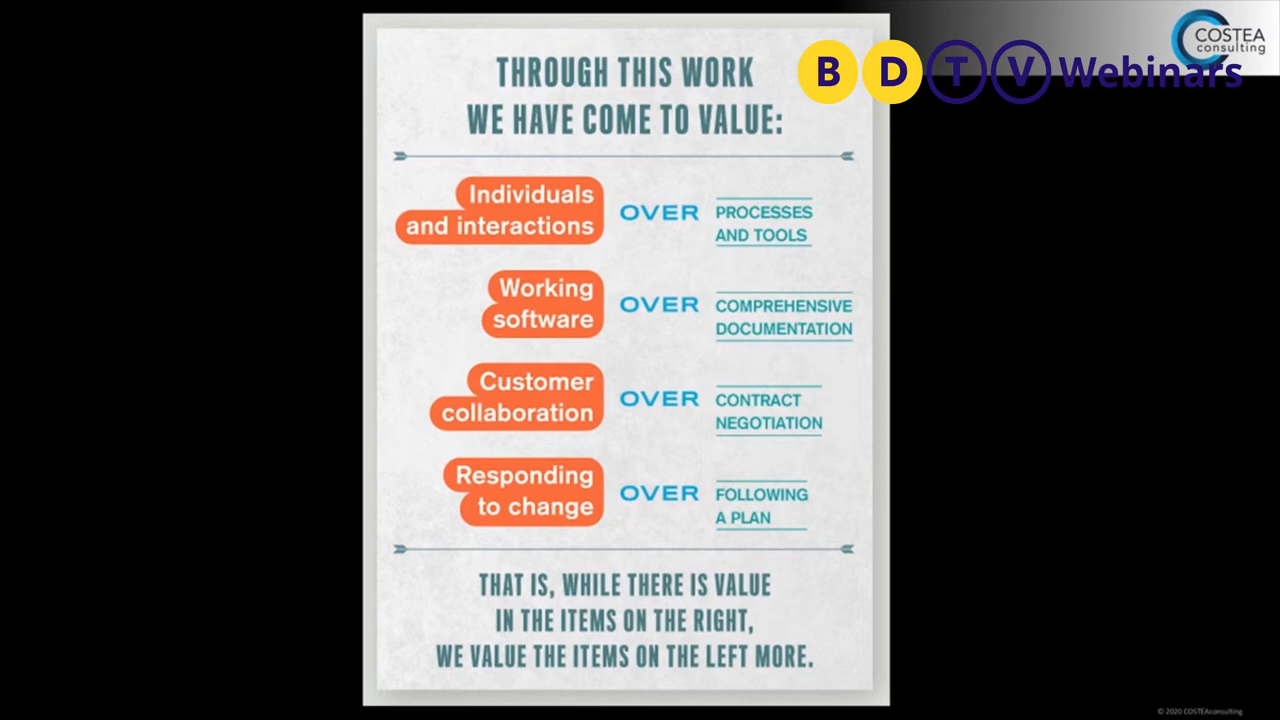 COSTEA
consulting
B D T V Webinars
THROUGH THIS WORK
WE HAVE COME TO VALUE:
Individuals
and interactions
OVER
PROCESSES
AND TOOLS
Working
software
OVER
COMPREHENSIVE
DOCUMENTATION
Customer
collaboration
OVER
CONTRACT
NEGOTIATION
Responding
to change
OVER
FOLLOWING
A PLAN
THAT IS, WHILE THERE IS VALUE
IN THE ITEMS ON THE RIGHT,
WE VALUE THE ITEMS ON THE LEFT MORE.
© 2020 COSTEAconsulting